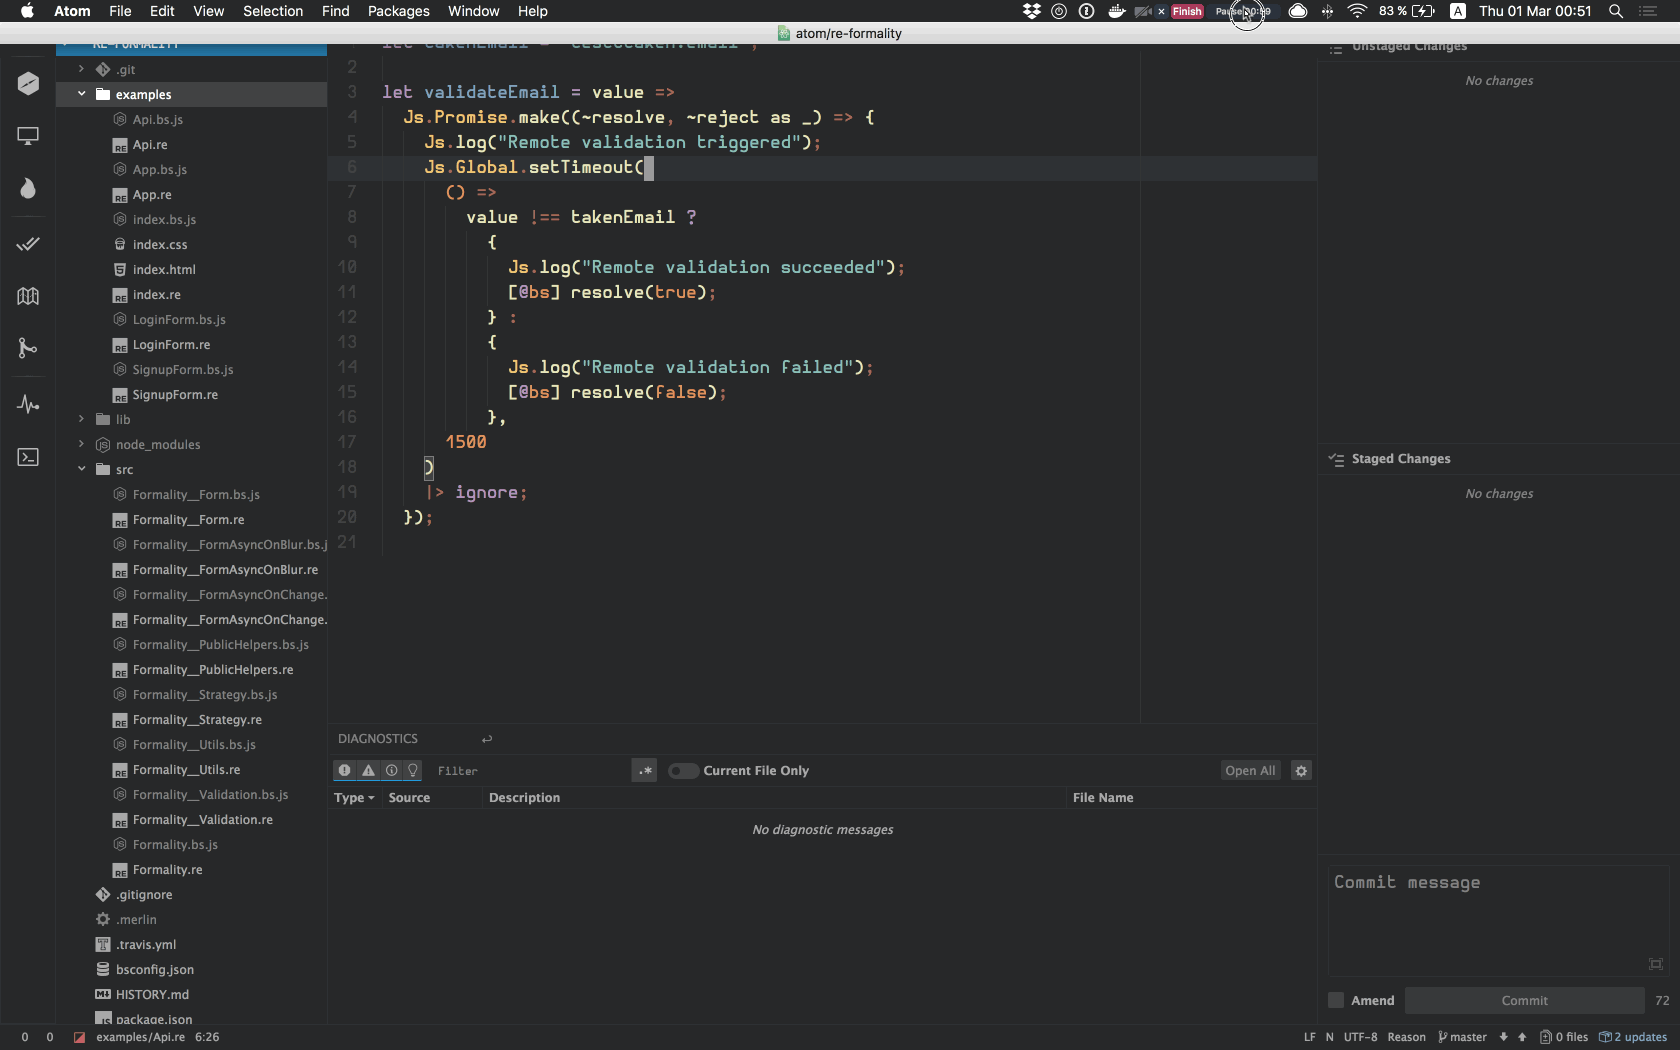 Atom File Edit View Selection Find Packages Window Help
Finish
83 %
A
Thu 01 Mar 00:51
atom/re-formality
RE-FORMALITY
.git
examples
Api.bs.js
Api.re
App.bs.js
App.re
index.bs.js
index.css
index.html
index.re
LoginForm.bs.js
LoginForm.re
SignupForm.bs.js
SignupForm.re
lib
node_modules
src
Formality__Form.bs.js
Formality__Form.re
Formality__FormAsyncOnBlur.bs.j
Formality__FormAsyncOnBlur.re
Formality__FormAsyncOnChange.
Formality__FormAsyncOnChange.
Formality__PublicHelpers.bs.js
Formality__PublicHelpers.re
Formality__Strategy.bs.js
Formality__Strategy.re
Formality__Utils.bs.js
Formality__Utils.re
Formality__Validation.bs.js
Formality__Validation.re
Formality.bs.js
Formality.re
.gitignore
.merlin
.travis.yml
bsconfig.json
HISTORY.md
package.json
let takenEmail =
2
3 let validateEmail = value =>
4 Js.Promise.make((~resolve, ~reject as _) => {
5 Js.log("Remote validation triggered");
6 Js.Global.setTimeout(
7 () =>
8 value !== takenEmail ?
9 {
10 Js.log("Remote validation succeeded");
11 [@bs] resolve(true);
12 } :
13 {
14 Js.log("Remote validation failed");
15 [@bs] resolve(false);
16 },
17 1500
18 )
19 |> ignore;
20 });
21
DIAGNOSTICS
Filter
.*
Current File Only
Open All
Type Source Description File Name
No diagnostic messages
Unstaged Changes
No changes
Staged Changes
No changes
Commit message
Amend
Commit
72
0 0 examples/Api.re 6:26
LF N UTF-8 Reason master 0 files 2 updates